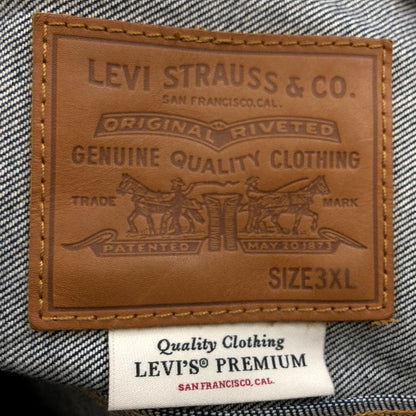 LEVI STRAUSS & CO.
SAN FRANCISCO, CAL.
ORIGINAL RIVETED
GENUINE QUALITY CLOTHING
TRADE MARK
PATENTED MAY 20 1873
SIZE 3XL
Quality Clothing
LEVI'S® PREMIUM
SAN FRANCISCO, CAL.